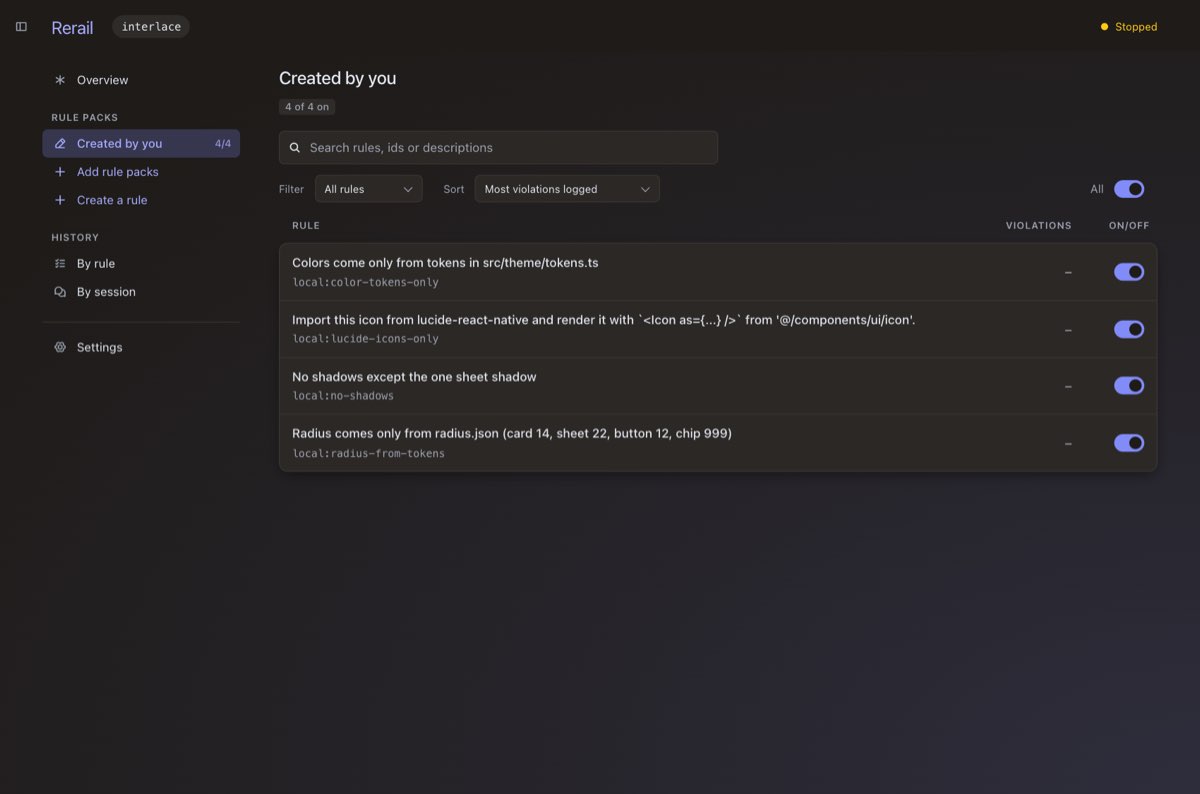 Rerail interlace Stopped
Overview
RULE PACKS
Created by you 4/4
Add rule packs
Create a rule
HISTORY
By rule
By session
Settings
Created by you
4 of 4 on
Search rules, ids or descriptions
Filter All rules Sort Most violations logged All
RULE VIOLATIONS ON/OFF
Colors come only from tokens in src/theme/tokens.ts
local:color-tokens-only –
Import this icon from lucide-react-native and render it with `<Icon as={...} />` from '@/components/ui/icon'.
local:lucide-icons-only –
No shadows except the one sheet shadow
local:no-shadows –
Radius comes only from radius.json (card 14, sheet 22, button 12, chip 999)
local:radius-from-tokens –